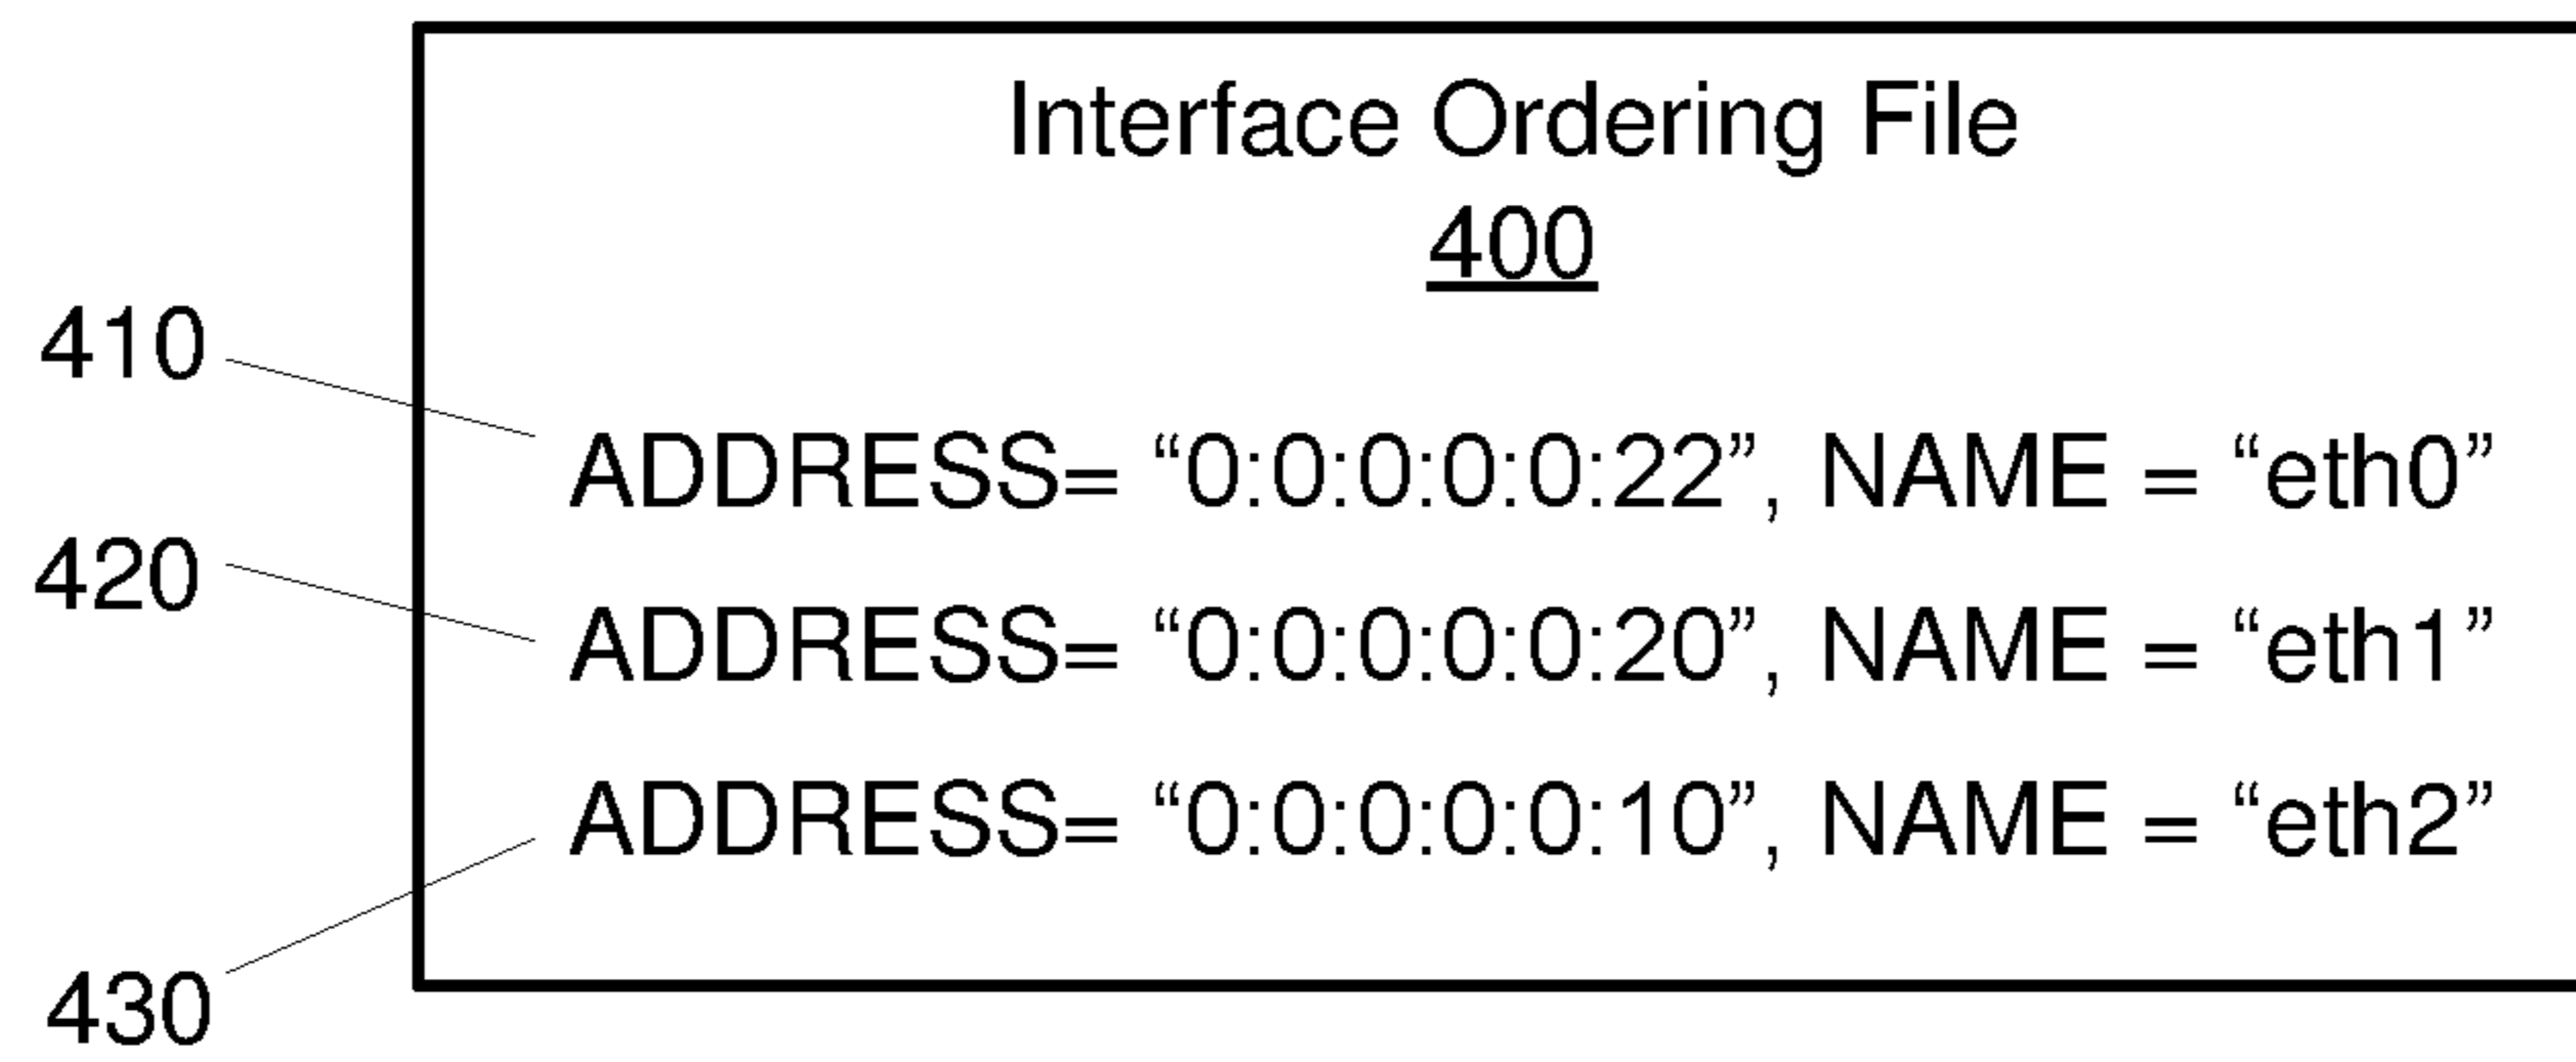 Interface Ordering File
400
410
ADDRESS= “0:0:0:0:0:22”, NAME = “eth0”
420
ADDRESS= “0:0:0:0:0:20”, NAME = “eth1”
ADDRESS= “0:0:0:0:0:10”, NAME = “eth2”
430